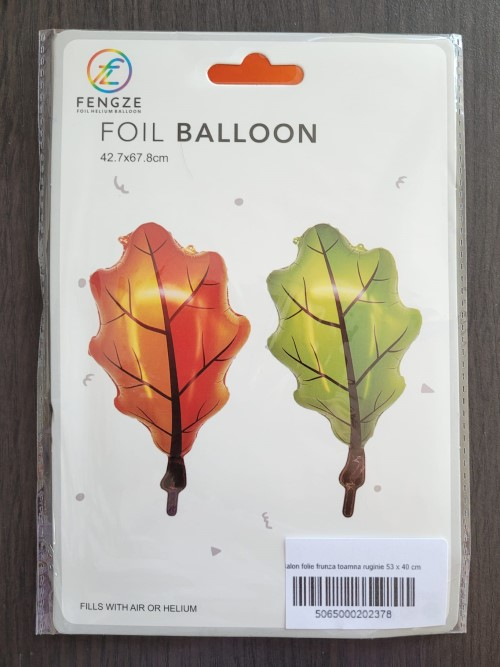 FENGZE
FOIL HELIUM BALLOON
FOIL BALLOON
42.7x67.8cm
alon folie frunza toamna ruginie 53 x 40 cm
5065000202378
FILLS WITH AIR OR HELIUM